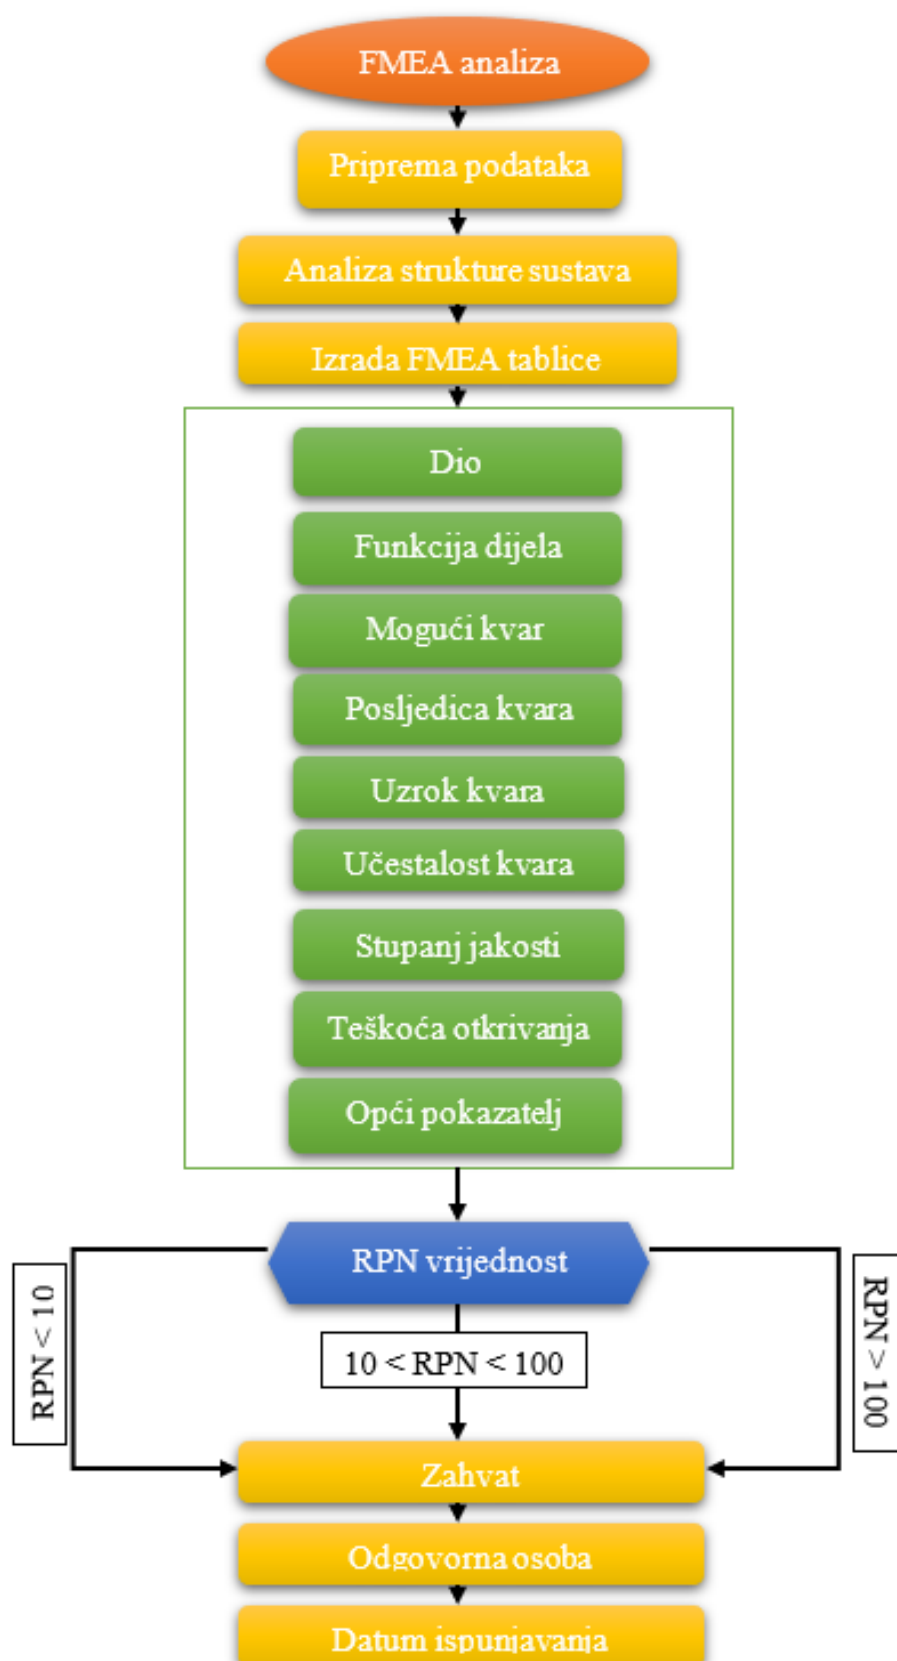 FMEA analiza
Priprema podataka
Analiza strukture sustava
Izrada FMEA tablice
Dio
Funkcija dijela
Mogući kvar
Posljedica kvara
Uzrok kvara
Učestalost kvara
Stupanj jakosti
Teškoća otkrivanja
Opći pokazatelj
RPN vrijednost
RPN < 10
10 < RPN < 100
RPN > 100
Zahvat
Odgovorna osoba
Datum ispunjavanja